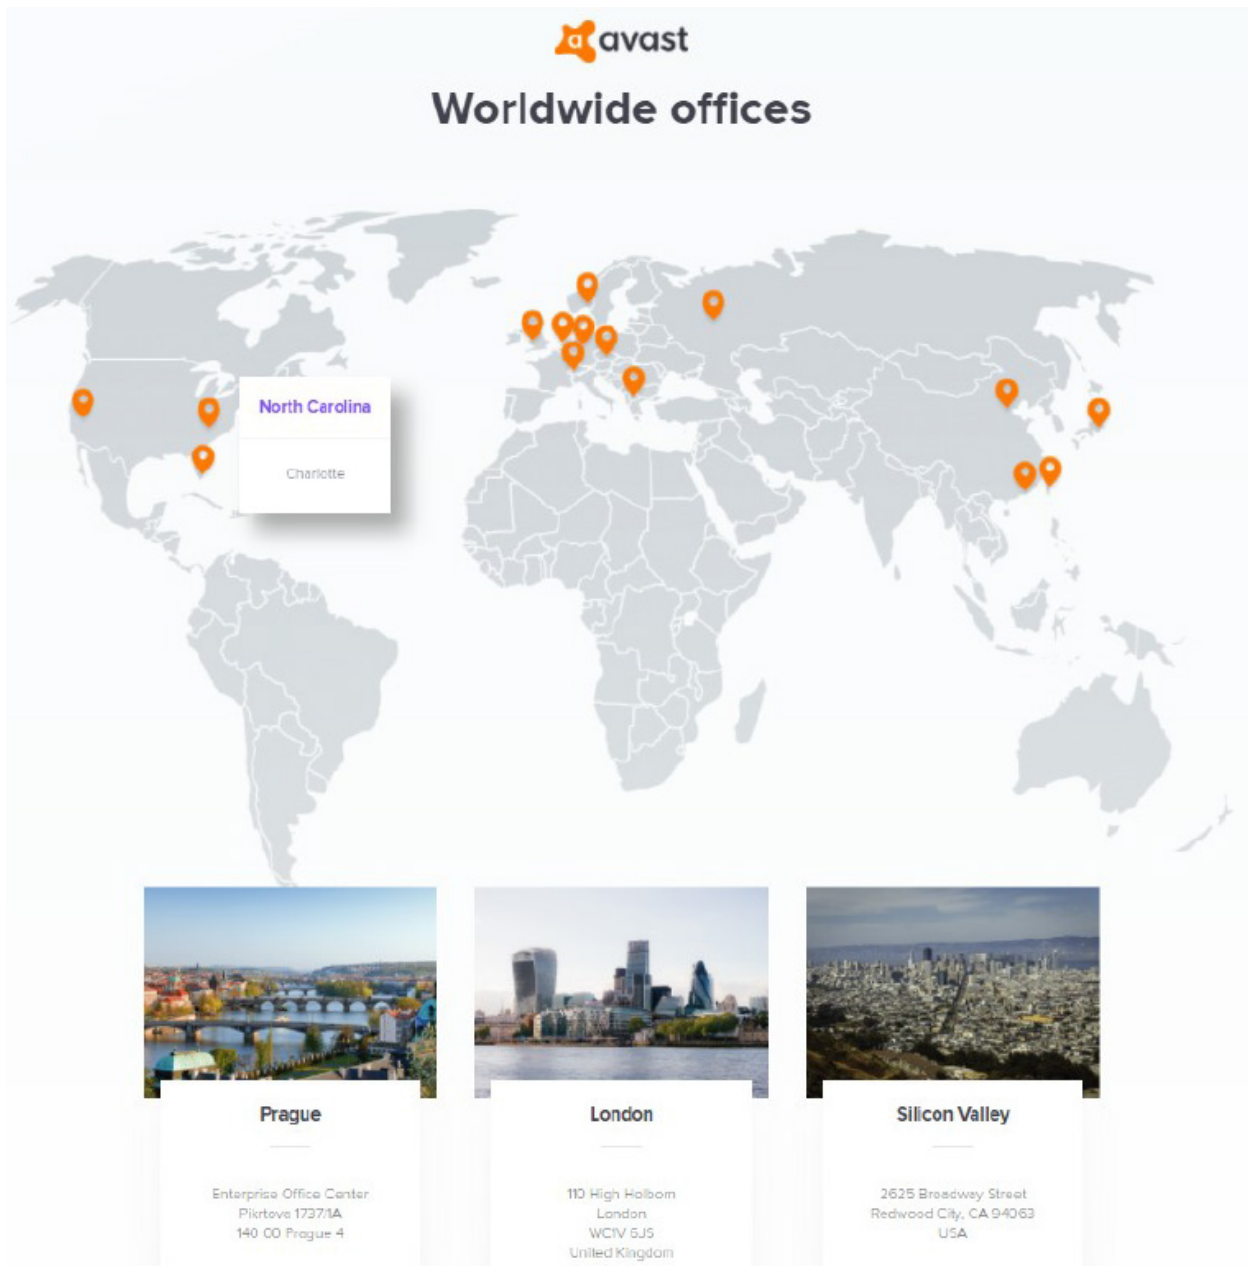 avast
Worldwide offices
North Carolina
Charlotte
Prague
Enterprise Office Center
Pikrtova 1737/1A
140 00 Prague 4
London
110 High Holborn
London
WC1V 6JS
United Kingdom
Silicon Valley
2625 Broadway Street
Redwood City, CA 94063
USA